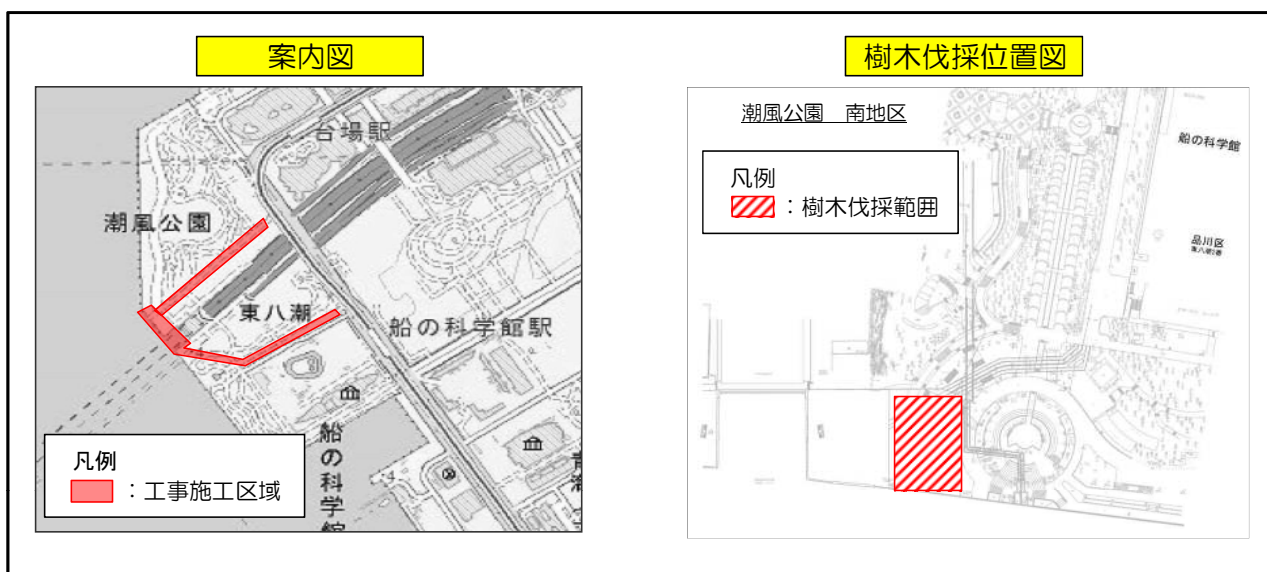 案内図
台場駅
潮風公園
東八潮
船の科学館駅
船の科学館
凡例
：工事施工区域
樹木伐採位置図
潮風公園　南地区
船の科学館
凡例
：樹木伐採範囲
品川区